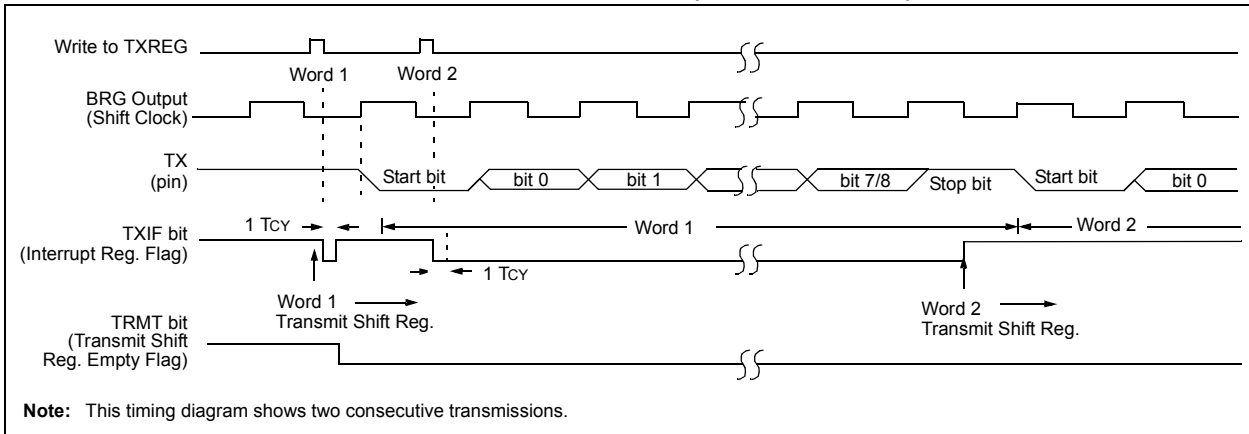 Write to TXREG
Word 1
Word 2
BRG Output
(Shift Clock)
TX
(pin)
Start bit
bit 0
bit 1
bit 7/8
Stop bit
Start bit
bit 0
1 TCY
Word 1
Word 2
TXIF bit
(Interrupt Reg. Flag)
1 TCY
Word 1
Transmit Shift Reg.
Word 2
Transmit Shift Reg.
TRMT bit
(Transmit Shift
Reg. Empty Flag)
Note: This timing diagram shows two consecutive transmissions.